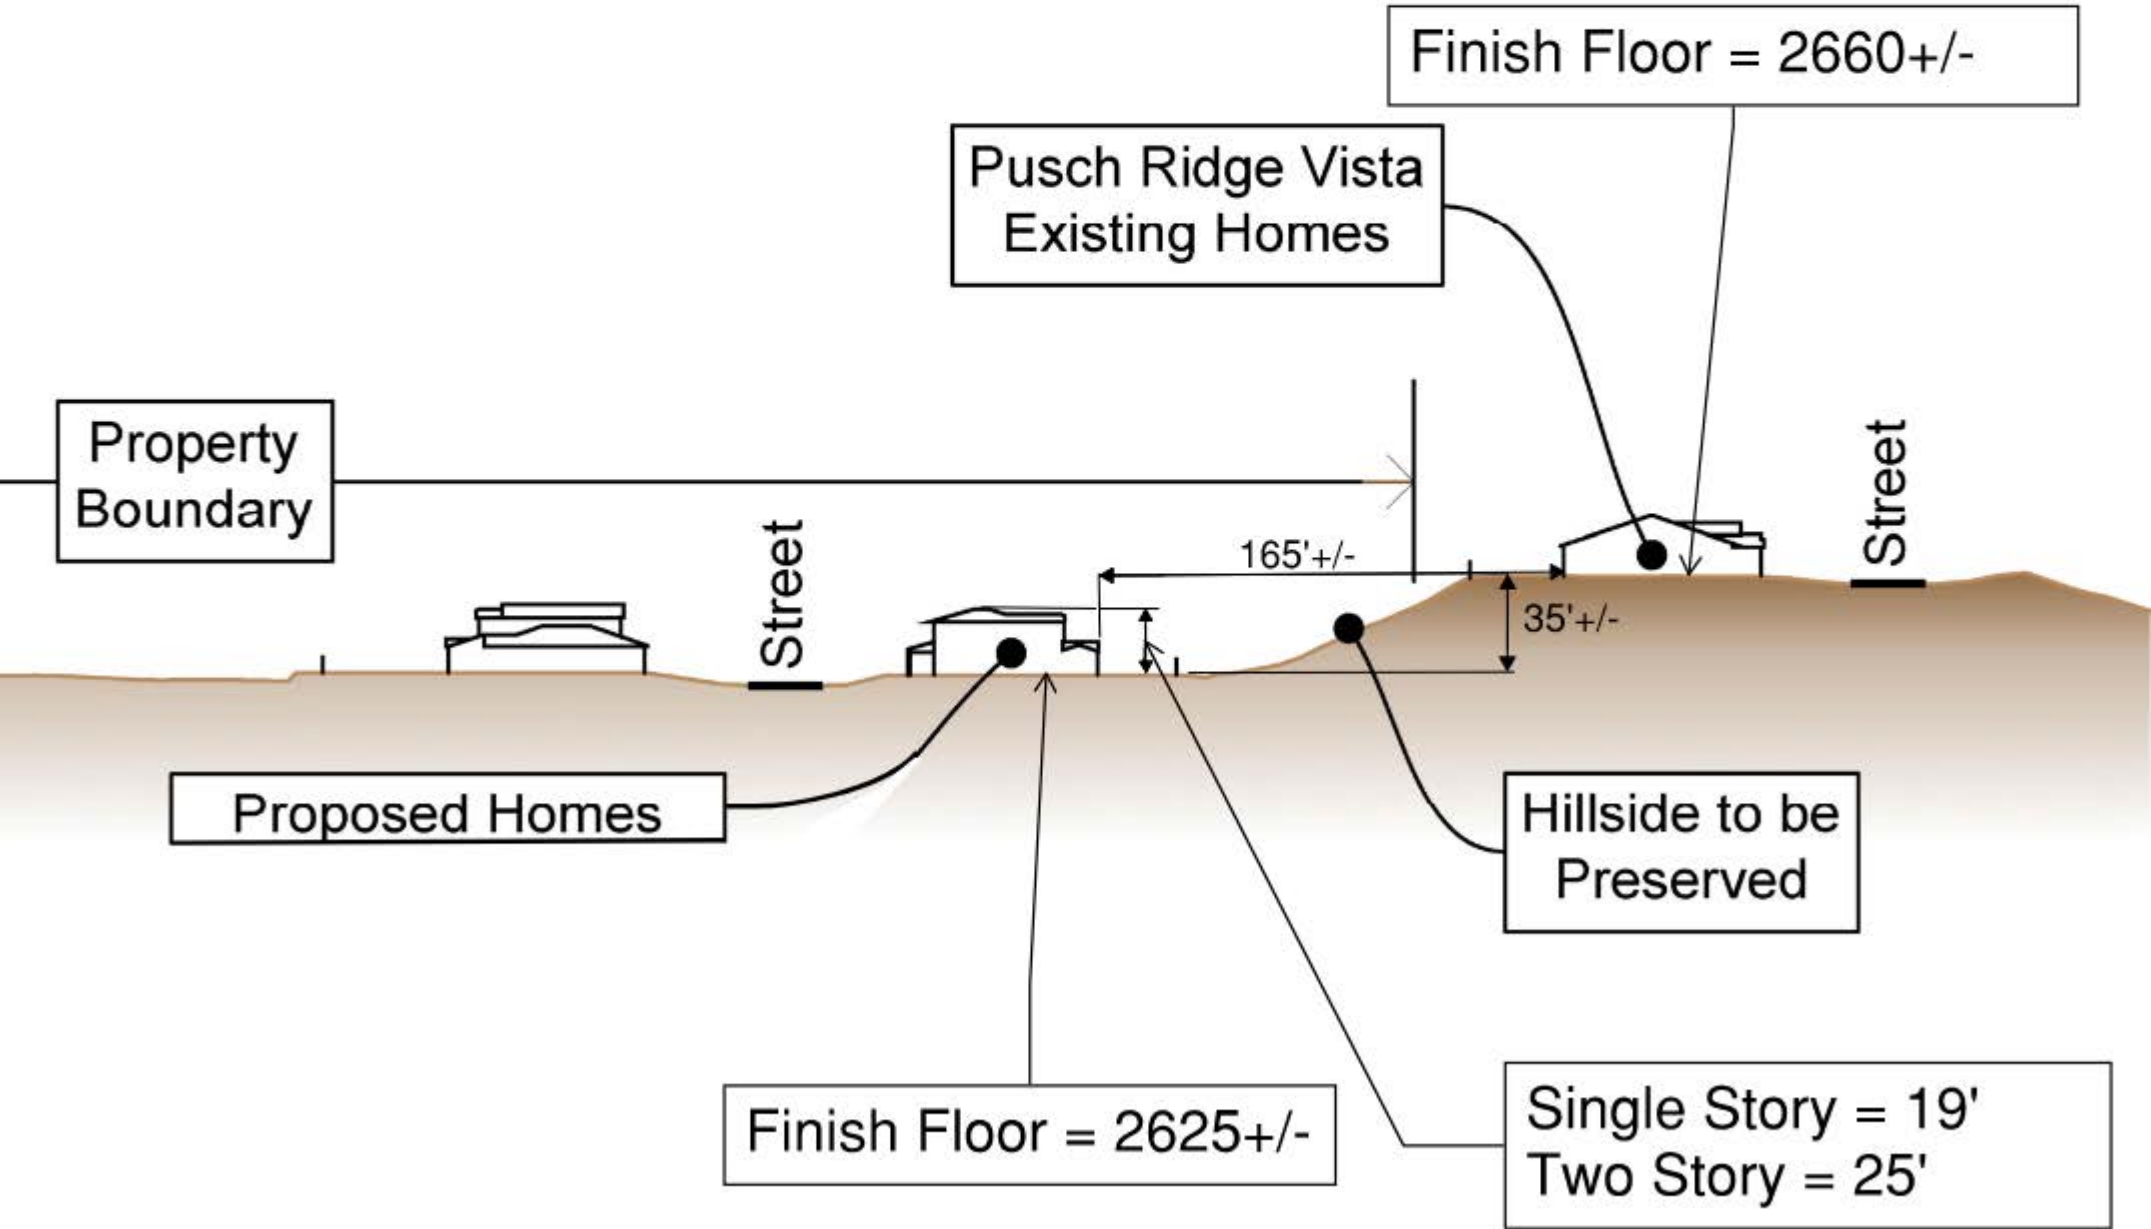 Finish Floor = 2660+/-
Pusch Ridge Vista
Existing Homes
Property
Boundary
Street
Street
165'+/-
35'+/-
Proposed Homes
Hillside to be
Preserved
Finish Floor = 2625+/-
Single Story = 19'
Two Story = 25'